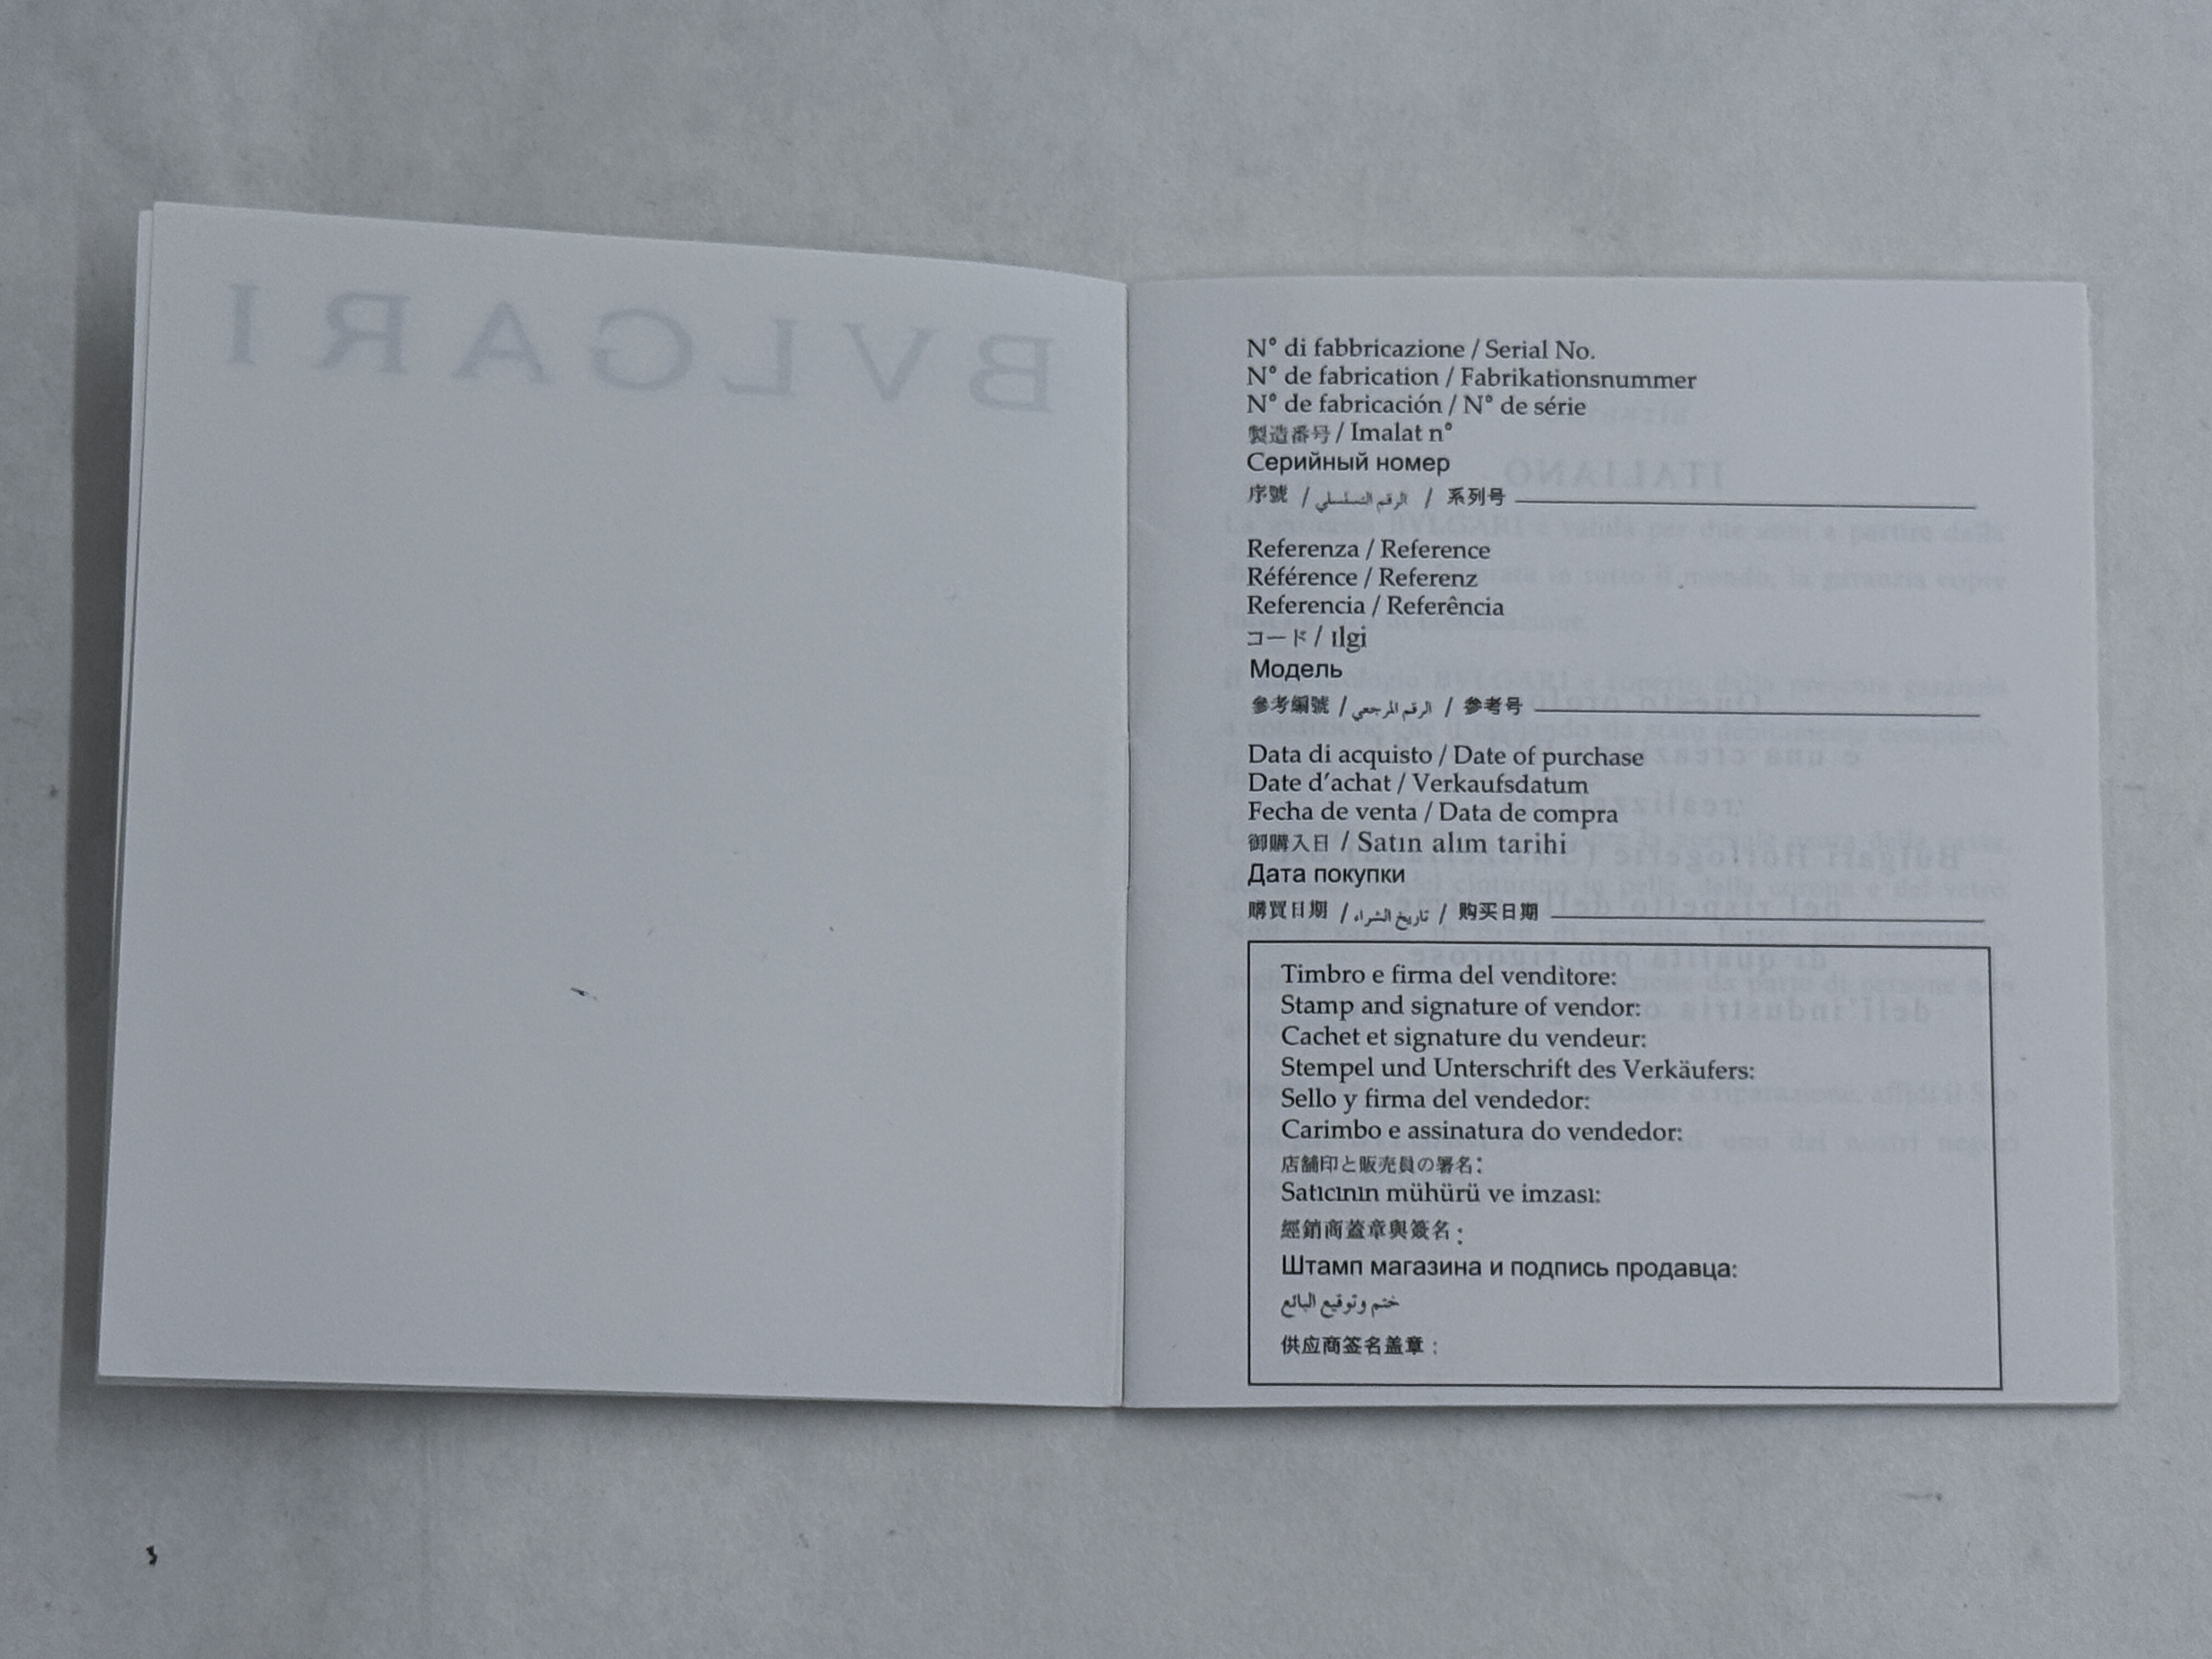 BVLGARI
N° di fabbricazione / Serial No.
N° de fabrication / Fabrikationsnummer
N° de fabricación / N° de série
製造番号 / Imalat n°
Серийный номер
序號 / الرقم التسلسلي / 系列号
Referenza / Reference
Référence / Referenz
Referencia / Referência
コード / Ilgi
Модель
參考編號 / الرقم المرجعي / 参考号
Data di acquisto / Date of purchase
Date d'achat / Verkaufsdatum
Fecha de venta / Data de compra
御購入日 / Satın alım tarihi
Дата покупки
購買日期 / تاريخ الشراء / 购买日期
Timbro e firma del venditore:
Stamp and signature of vendor:
Cachet et signature du vendeur:
Stempel und Unterschrift des Verkäufers:
Sello y firma del vendedor:
Carimbo e assinatura do vendedor:
店舗印と販売員の署名:
Satıcının mühürü ve imzası:
經銷商蓋章與簽名:
Штамп магазина и подпись продавца:
ختم وتوقيع البائع
供应商签名盖章: